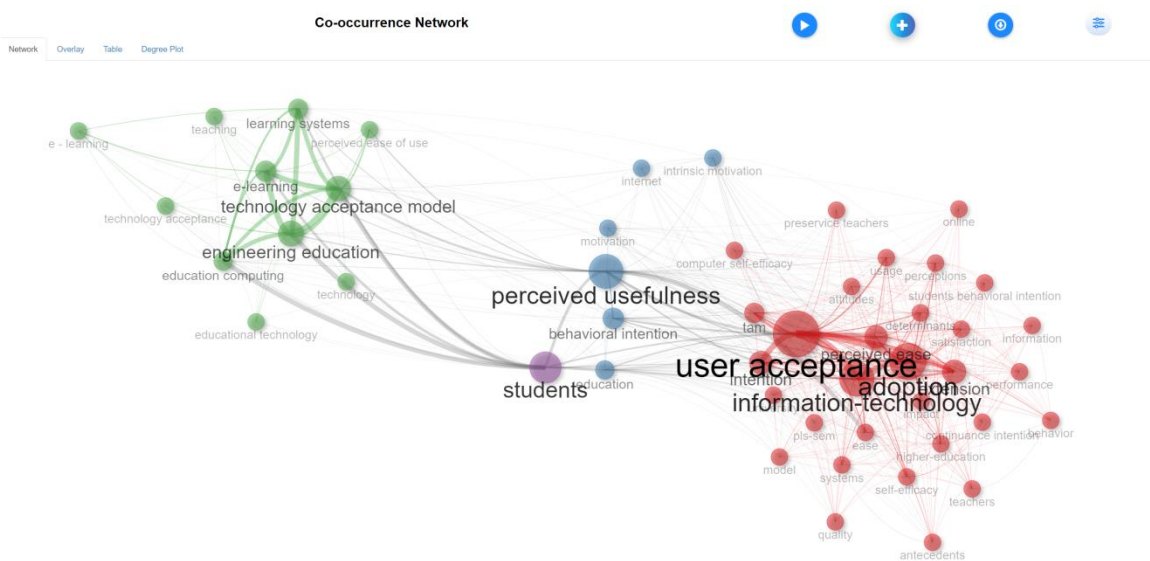 Co-occurrence Network
Network Overlay Table Degree Plot
learning systems
teaching
perceived ease of use
e - learning
e-learning
technology acceptance model
technology acceptance
engineering education
education computing
technology
educational technology
internet
intrinsic motivation
motivation
perceived usefulness
behavioral intention
students
education
preservice teachers
online
computer self-efficacy
usage
perceptions
attitudes
students behavioral intention
tam
determinants
satisfaction
information
perceived ease
user acceptance
intention
adoption
extension
performance
information-technology
impact
pls-sem
ease
continuance intention
behavior
higher-education
model
systems
self-efficacy
teachers
quality
antecedents